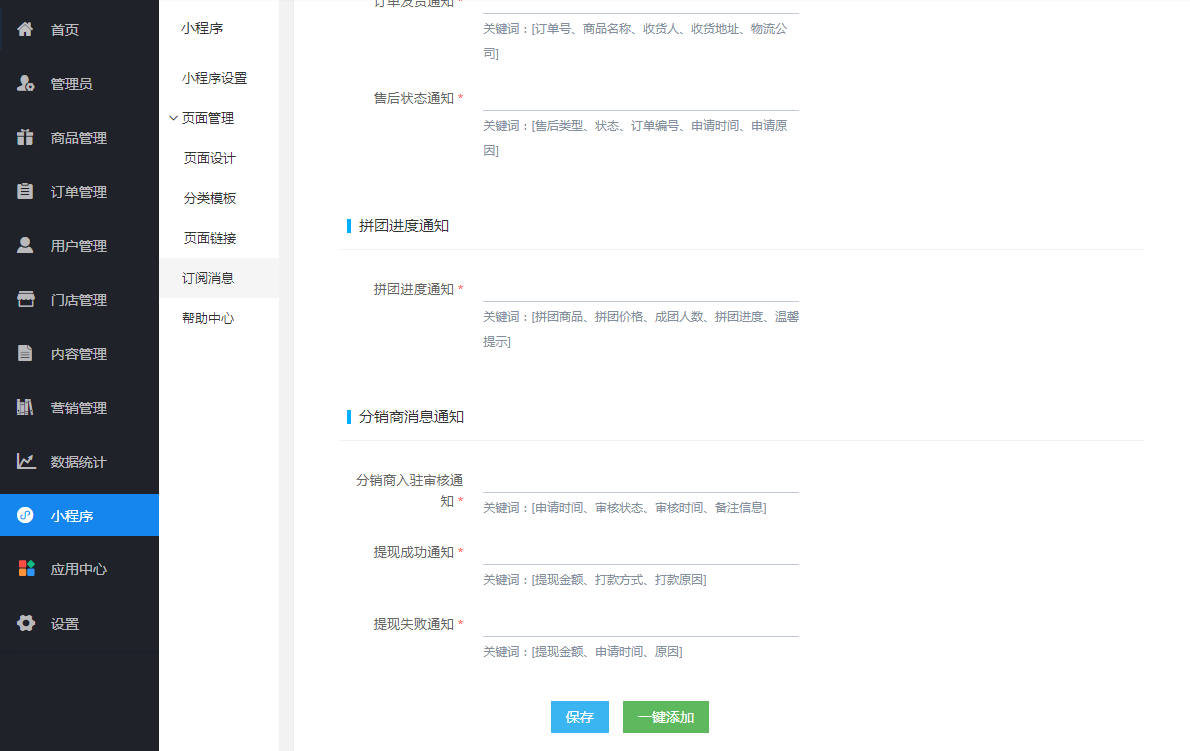 首页
管理员
商品管理
订单管理
用户管理
门店管理
内容管理
营销管理
数据统计
小程序
应用中心
设置
小程序
小程序设置
页面管理
页面设计
分类模板
页面链接
订阅消息
帮助中心
订单发货通知 *
关键词：[订单号、商品名称、收货人、收货地址、物流公
司]
售后状态通知 *
关键词：[售后类型、状态、订单编号、申请时间、申请原
因]
拼团进度通知
拼团进度通知 *
关键词：[拼团商品、拼团价格、成团人数、拼团进度、温馨
提示]
分销商消息通知
分销商入驻审核通
知 *
关键词：[申请时间、审核状态、审核时间、备注信息]
提现成功通知 *
关键词：[提现金额、打款方式、打款原因]
提现失败通知 *
关键词：[提现金额、申请时间、原因]
保存
一键添加